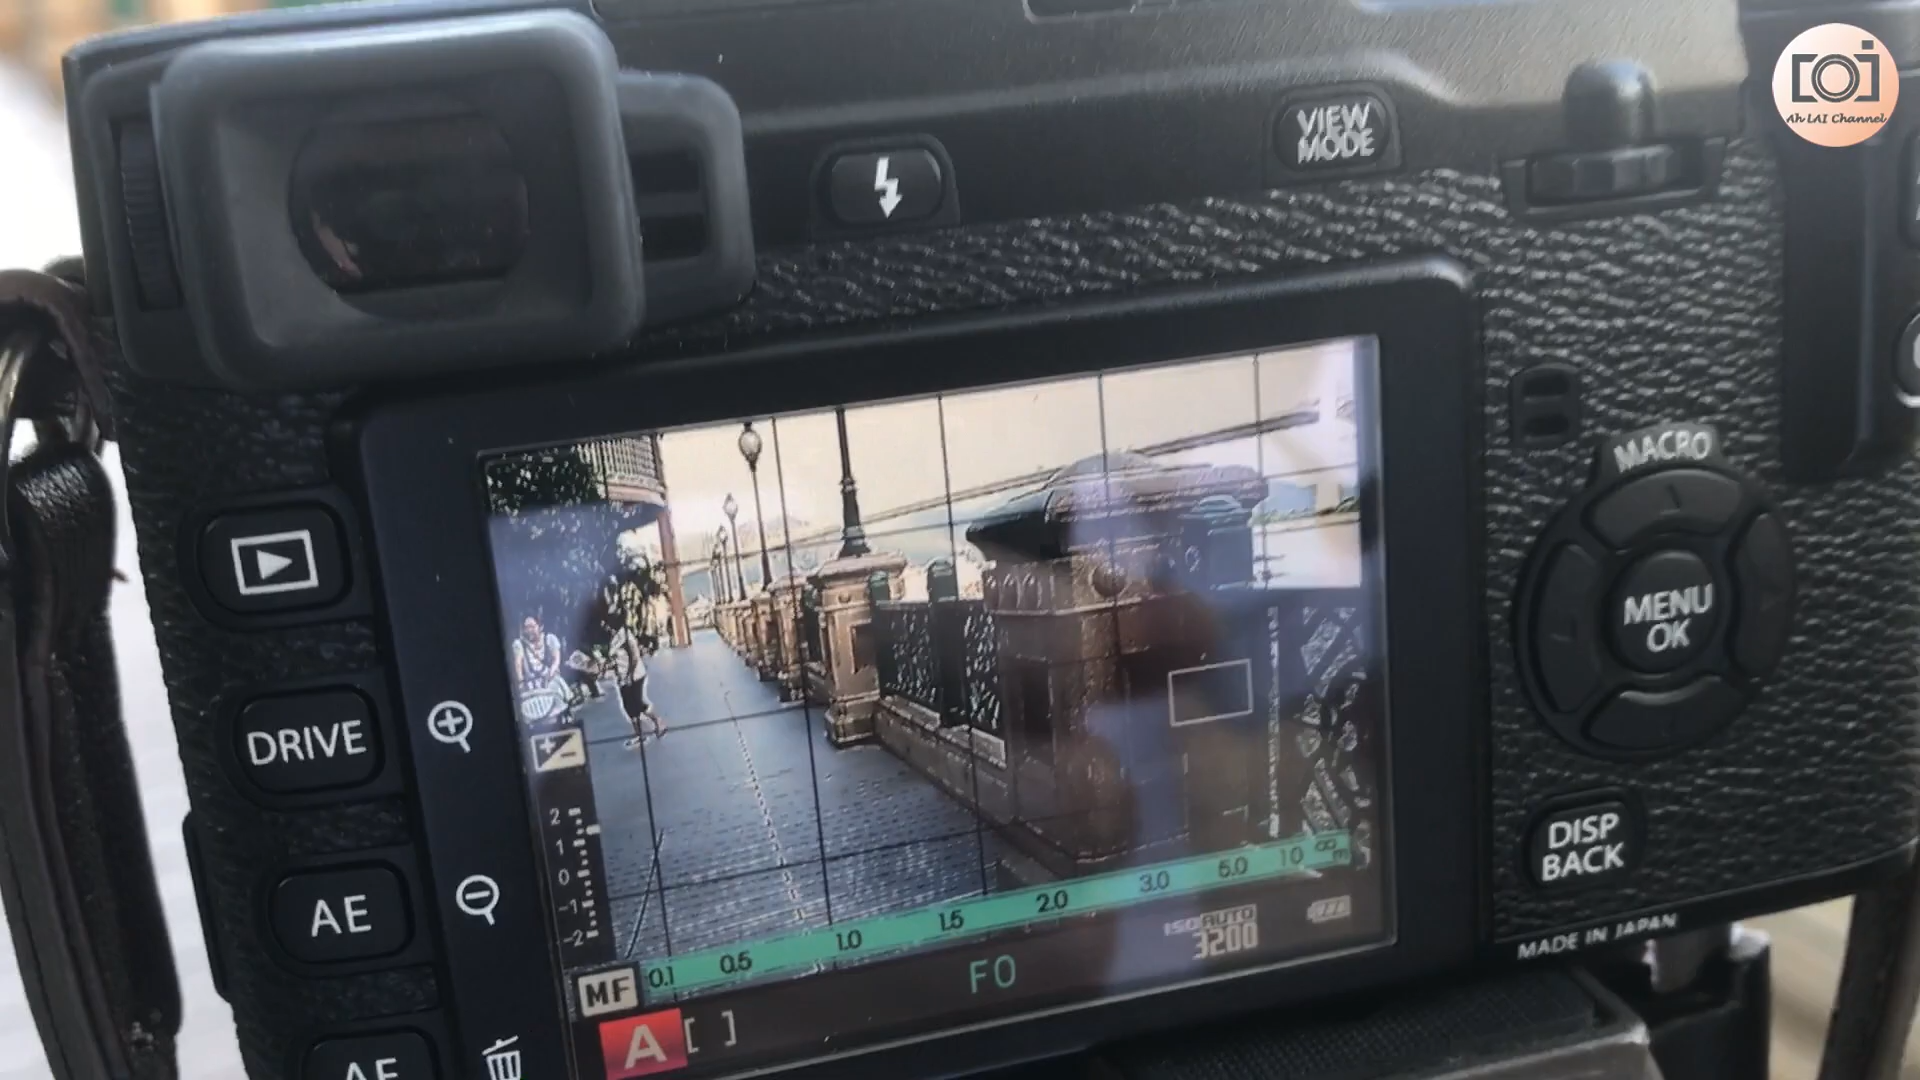 Ah LAI Channel
VIEW
MODE
MACRO
MENU
OK
DRIVE
2
1
0
-1
-2
AE
DISP
BACK
0.1 0.5 1.0 1.5 2.0 3.0 5.0 10 ∞
m
MF
F0
ISO AUTO
3200
MADE IN JAPAN
A [ ]
AF